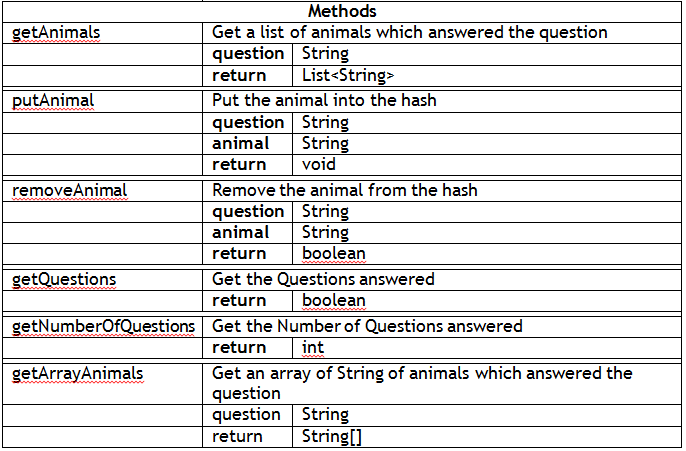 Methods
getAnimals Get a list of animals which answered the question
question String
return List<String>
putAnimal Put the animal into the hash
question String
animal String
return void
removeAnimal Remove the animal from the hash
question String
animal String
return boolean
getQuestions Get the Questions answered
return boolean
getNumberOfQuestions Get the Number of Questions answered
return int
getArrayAnimals Get an array of String of animals which answered the
question
question String
return String[]